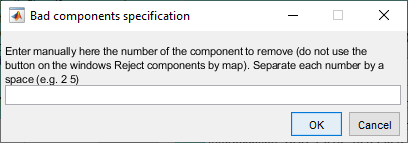 Bad components specification
Enter manually here the number of the component to remove (do not use the
button on the windows Reject components by map). Separate each number by a
space (e.g. 2 5)
OK Cancel